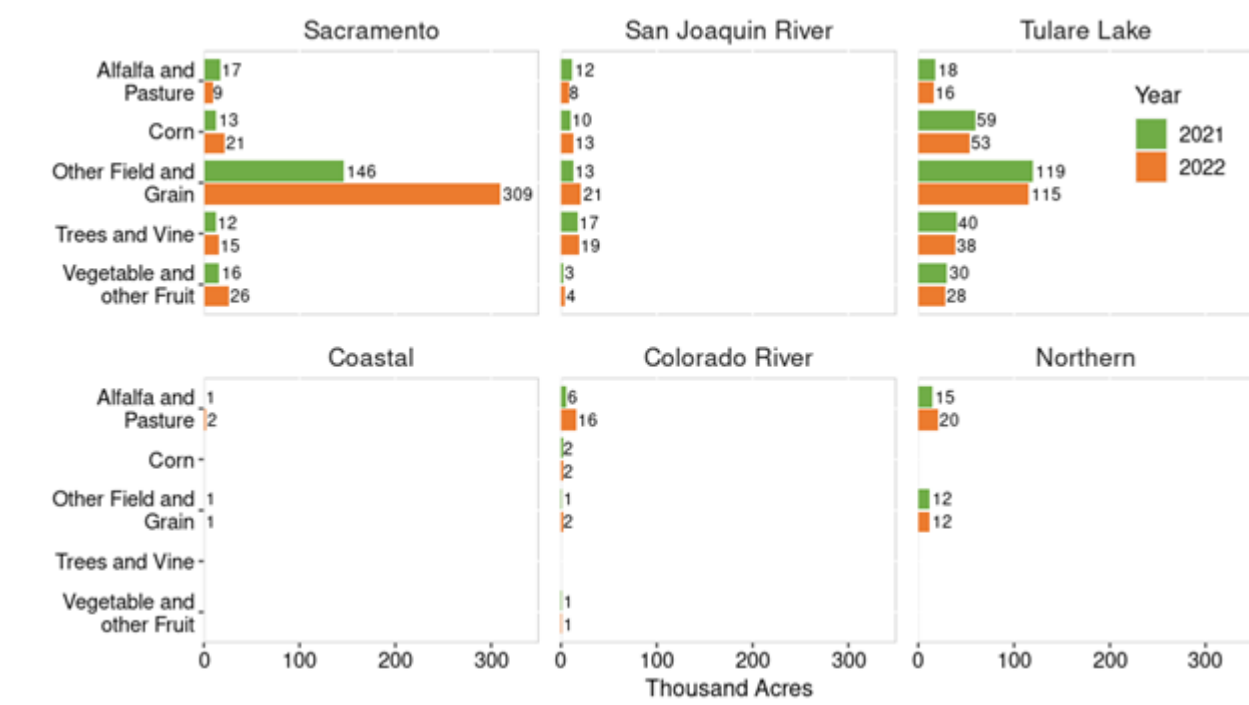 Sacramento San Joaquin River Tulare Lake
Alfalfa and 17 12 18
Pasture 9 8 16 Year
Corn 13 10 59 2021
21 13 53
Other Field and 146 13 119 2022
Grain 309 21 115
Trees and Vine 12 17 40
15 19 38
Vegetable and 16 3 30
other Fruit 26 4 28
Coastal Colorado River Northern
Alfalfa and 1 6 15
Pasture 2 16 20
Corn 2
2
Other Field and 1 1 12
Grain 1 2 12
Trees and Vine
Vegetable and 1
other Fruit 1
0 100 200 300 0 100 200 300 0 100 200 300
Thousand Acres